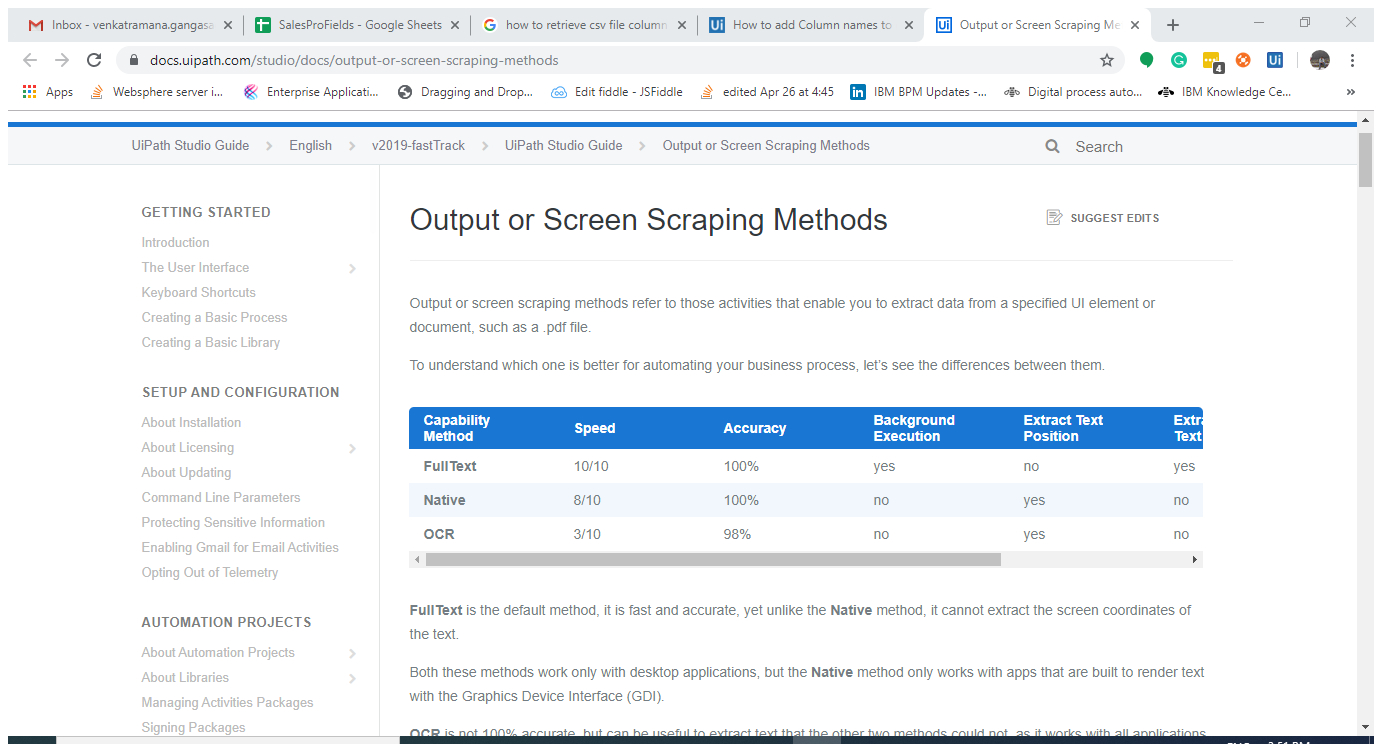 Inbox - venkatramana.gangasa
SalesProFields - Google Sheets
how to retrieve csv file column
How to add Column names to
Output or Screen Scraping Me
docs.uipath.com/studio/docs/output-or-screen-scraping-methods
4
Ui
Apps
Websphere server i...
Enterprise Applicati...
Dragging and Drop...
Edit fiddle - JSFiddle
edited Apr 26 at 4:45
IBM BPM Updates -...
Digital process auto...
IBM Knowledge Ce...
»
UiPath Studio Guide > English > v2019-fastTrack > UiPath Studio Guide > Output or Screen Scraping Methods
Search
GETTING STARTED
Introduction
The User Interface
Keyboard Shortcuts
Creating a Basic Process
Creating a Basic Library
SETUP AND CONFIGURATION
About Installation
About Licensing
About Updating
Command Line Parameters
Protecting Sensitive Information
Enabling Gmail for Email Activities
Opting Out of Telemetry
AUTOMATION PROJECTS
About Automation Projects
About Libraries
Managing Activities Packages
Signing Packages
Output or Screen Scraping Methods
SUGGEST EDITS
Output or screen scraping methods refer to those activities that enable you to extract data from a specified UI element or
document, such as a .pdf file.
To understand which one is better for automating your business process, let's see the differences between them.
Capability Method Speed Accuracy Background Execution Extract Text Position Extra Text
FullText 10/10 100% yes no yes
Native 8/10 100% no yes no
OCR 3/10 98% no yes no
FullText is the default method, it is fast and accurate, yet unlike the Native method, it cannot extract the screen coordinates of
the text.
Both these methods work only with desktop applications, but the Native method only works with apps that are built to render text
with the Graphics Device Interface (GDI).
OCR is not 100% accurate, but can be useful to extract text that the other two methods could not, as it works with all applications